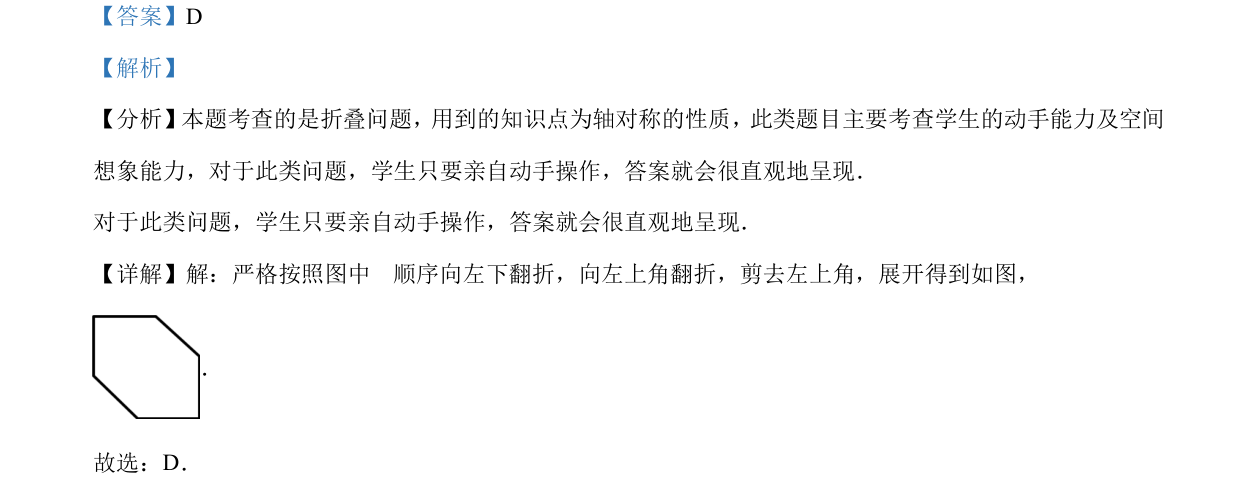 【答案】D
【解析】
【分析】本题考查的是折叠问题，用到的知识点为轴对称的性质，此类题目主要考查学生的动手能力及空间
想象能力，对于此类问题，学生只要亲自动手操作，答案就会很直观地呈现．
对于此类问题，学生只要亲自动手操作，答案就会很直观地呈现．
【详解】解：严格按照图中　顺序向左下翻折，向左上角翻折，剪去左上角，展开得到如图，
．
故选：D．